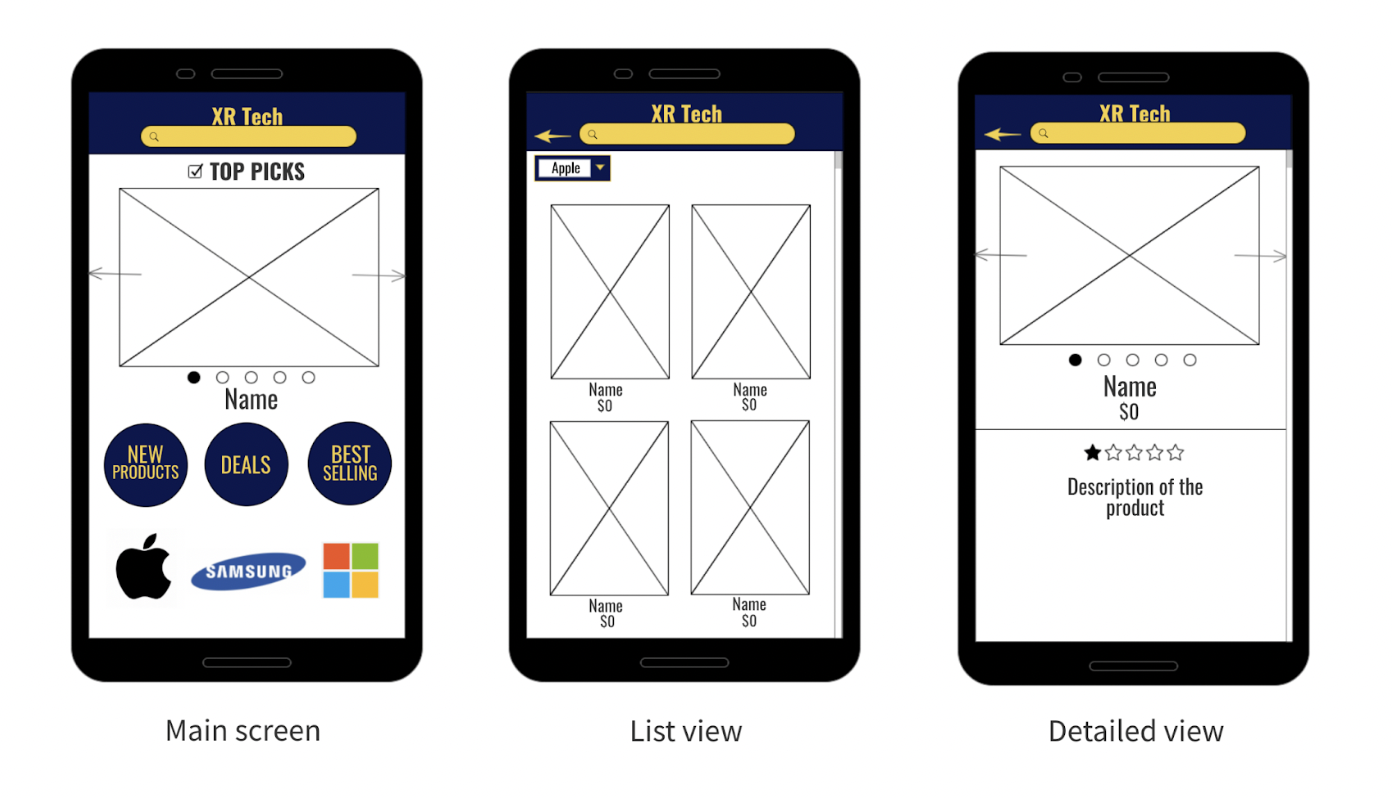 XR Tech
TOP PICKS
Name
NEW
PRODUCTS
DEALS
BEST
SELLING
SAMSUNG
Main screen
XR Tech
Apple
Name
$0
Name
$0
Name
$0
Name
$0
List view
XR Tech
Name
$0
Description of the
product
Detailed view